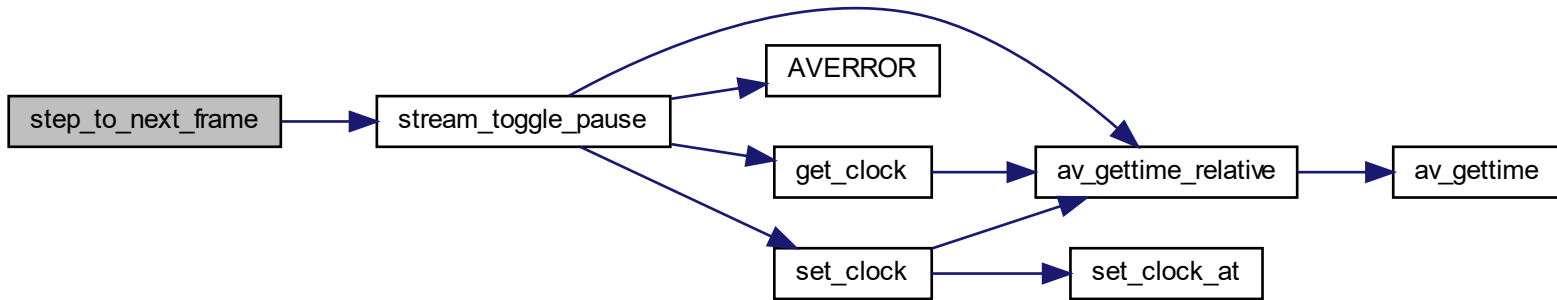 step_to_next_frame
stream_toggle_pause
AVERROR
get_clock
set_clock
av_gettime_relative
set_clock_at
av_gettime